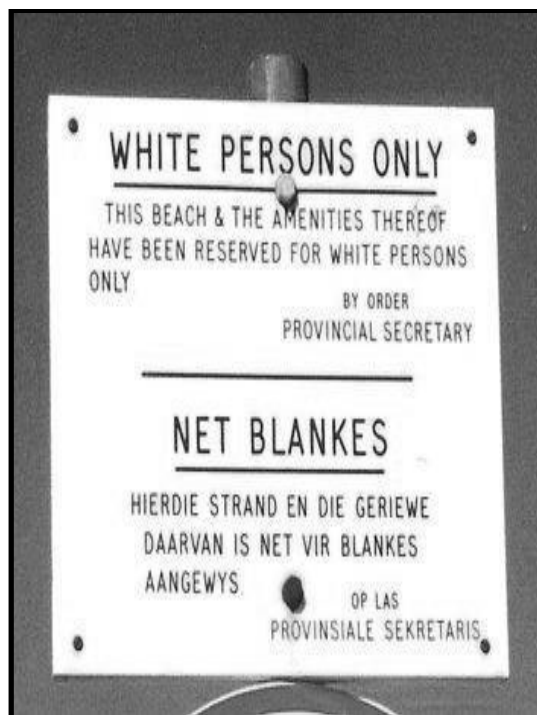 WHITE PERSONS ONLY
THIS BEACH & THE AMENITIES THEREOF
HAVE BEEN RESERVED FOR WHITE PERSONS
ONLY
BY ORDER
PROVINCIAL SECRETARY
NET BLANKES
HIERDIE STRAND EN DIE GERIEWE
DAARVAN IS NET VIR BLANKES
AANGEWYS
OP LAS
PROVINSIALE SEKRETARIS